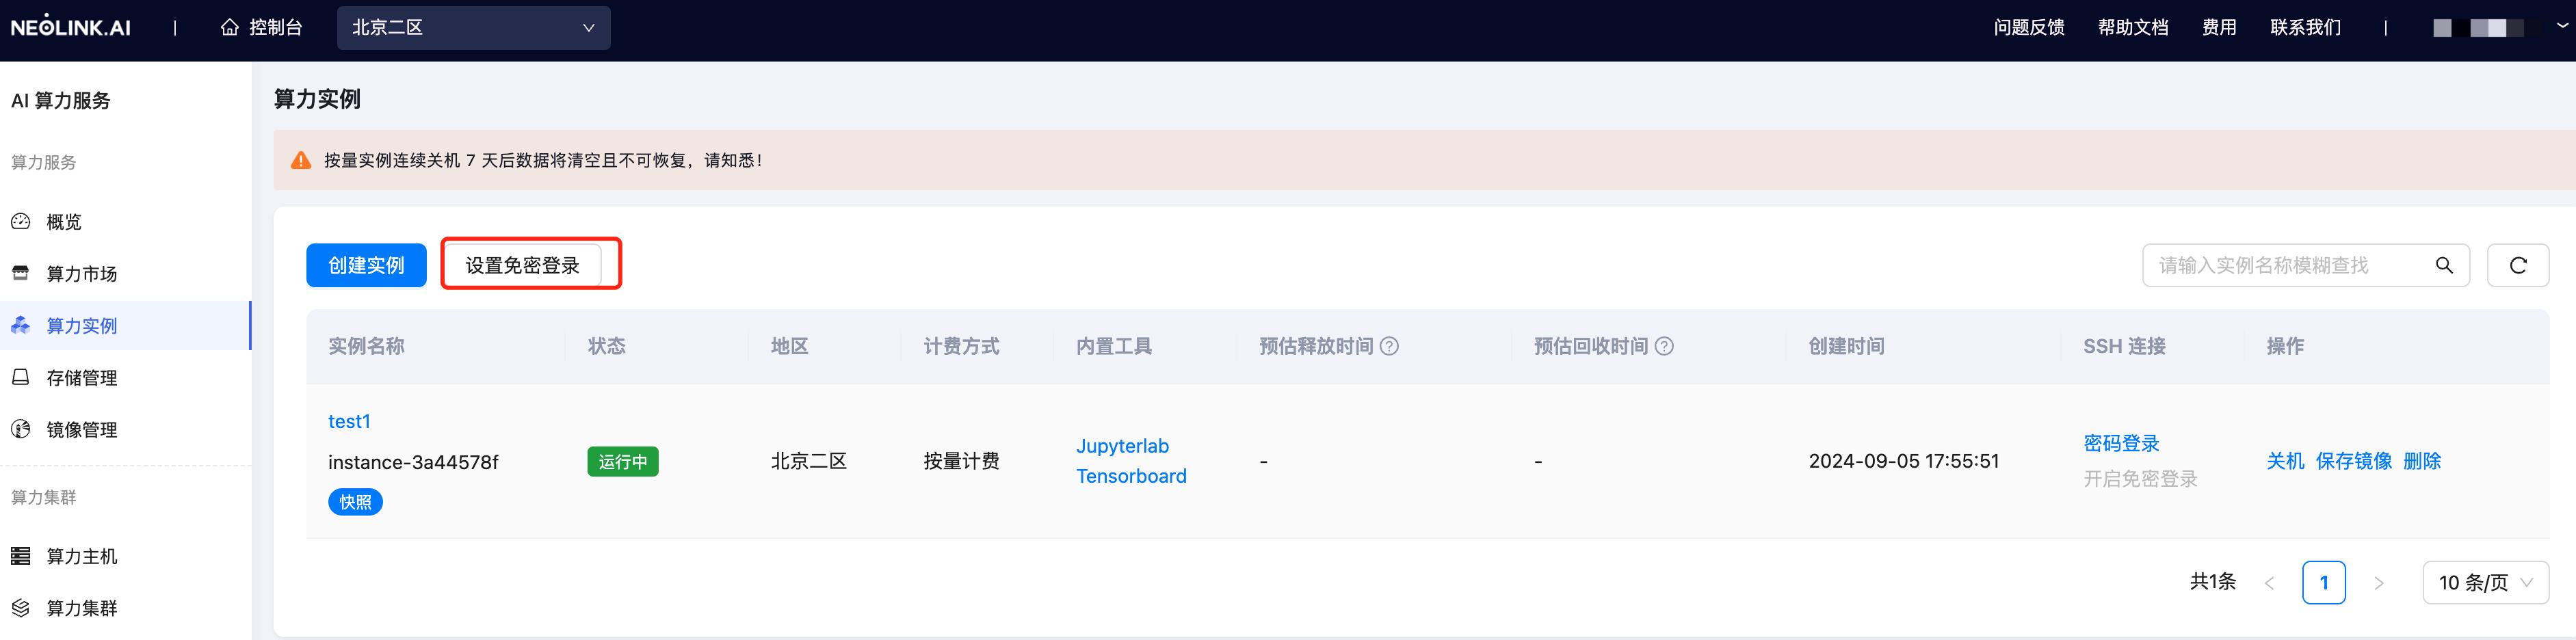 NEOLINK.AI | 控制台 北京二区 问题反馈 帮助文档 费用 联系我们 |
AI 算力服务
算力服务
概览
算力市场
算力实例
存储管理
镜像管理
算力集群
算力主机
算力集群
算力实例
按量实例连续关机 7 天后数据将清空且不可恢复，请知悉！
创建实例 设置免密登录 请输入实例名称模糊查找
实例名称 状态 地区 计费方式 内置工具 预估释放时间 预估回收时间 创建时间 SSH 连接 操作
test1
instance-3a44578f
快照
运行中
北京二区
按量计费
Jupyterlab
Tensorboard
-
-
2024-09-05 17:55:51
密码登录
开启免密登录
关机 保存镜像 删除
共1条 < 1 > 10 条/页